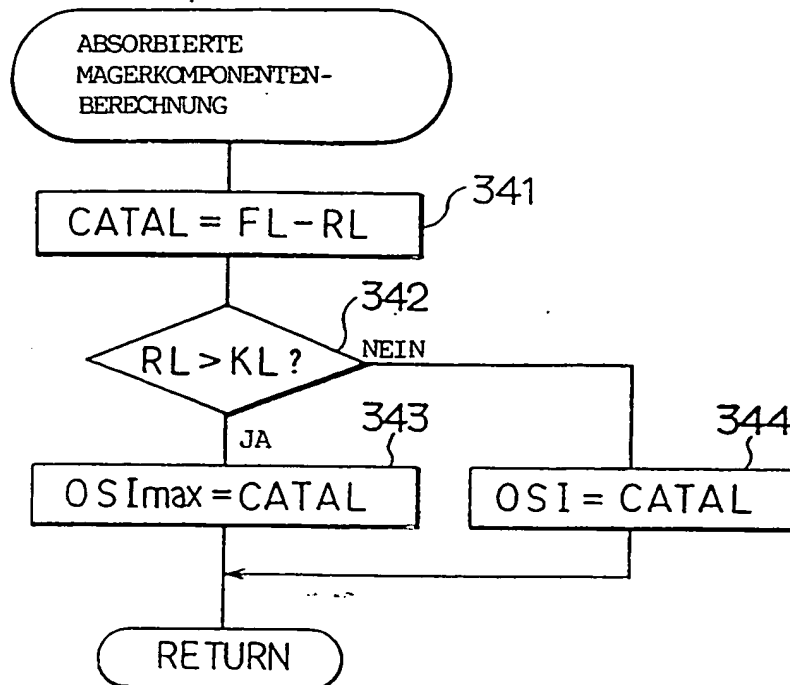 ABSORBIERTE
MAGERKOMPONENTEN-
BERECHNUNG
341
CATAL = FL-RL
342
RL > KL ?
NEIN
JA
343
344
OSImax = CATAL
OSI = CATAL
RETURN